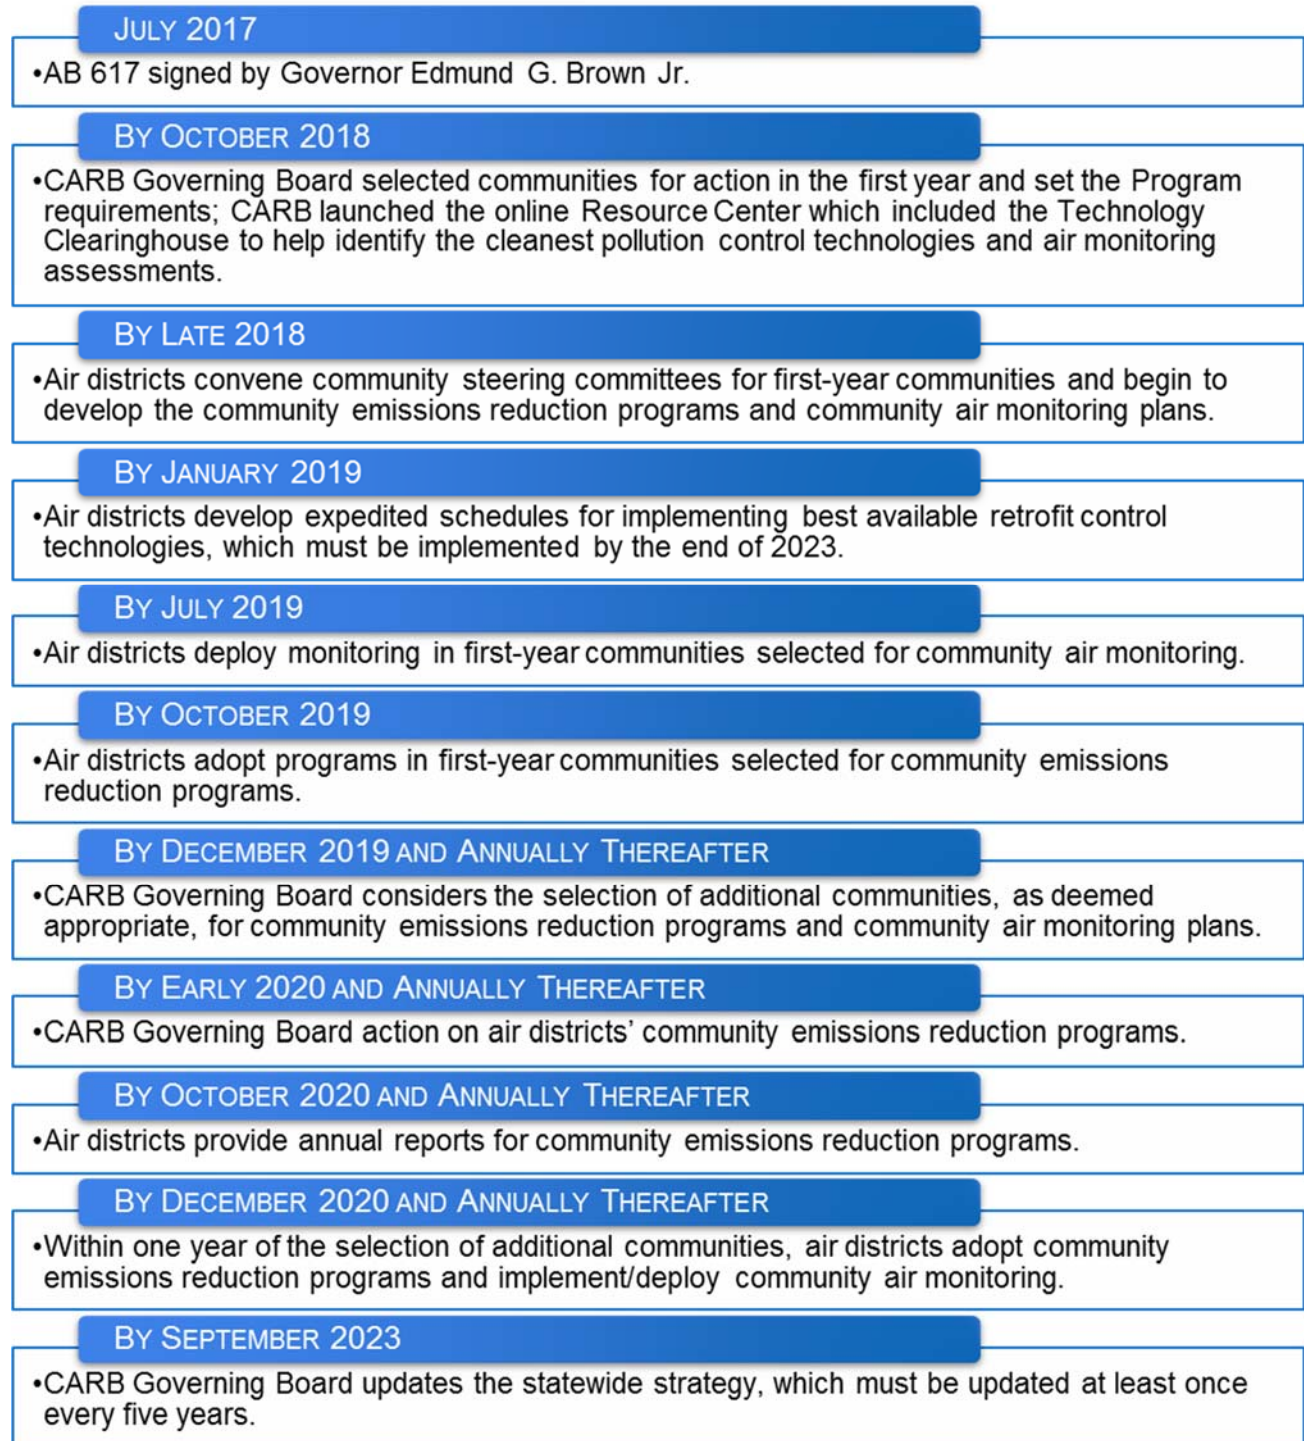 JULY 2017
•AB 617 signed by Governor Edmund G. Brown Jr.
BY OCTOBER 2018
•CARB Governing Board selected communities for action in the first year and set the Program
requirements; CARB launched the online Resource Center which included the Technology
Clearinghouse to help identify the cleanest pollution control technologies and air monitoring
assessments.
BY LATE 2018
•Air districts convene community steering committees for first-year communities and begin to
develop the community emissions reduction programs and community air monitoring plans.
BY JANUARY 2019
•Air districts develop expedited schedules for implementing best available retrofit control
technologies, which must be implemented by the end of 2023.
BY JULY 2019
•Air districts deploy monitoring in first-year communities selected for community air monitoring.
BY OCTOBER 2019
•Air districts adopt programs in first-year communities selected for community emissions
reduction programs.
BY DECEMBER 2019 AND ANNUALLY THEREAFTER
•CARB Governing Board considers the selection of additional communities, as deemed
appropriate, for community emissions reduction programs and community air monitoring plans.
BY EARLY 2020 AND ANNUALLY THEREAFTER
•CARB Governing Board action on air districts’ community emissions reduction programs.
BY OCTOBER 2020 AND ANNUALLY THEREAFTER
•Air districts provide annual reports for community emissions reduction programs.
BY DECEMBER 2020 AND ANNUALLY THEREAFTER
•Within one year of the selection of additional communities, air districts adopt community
emissions reduction programs and implement/deploy community air monitoring.
BY SEPTEMBER 2023
•CARB Governing Board updates the statewide strategy, which must be updated at least once
every five years.